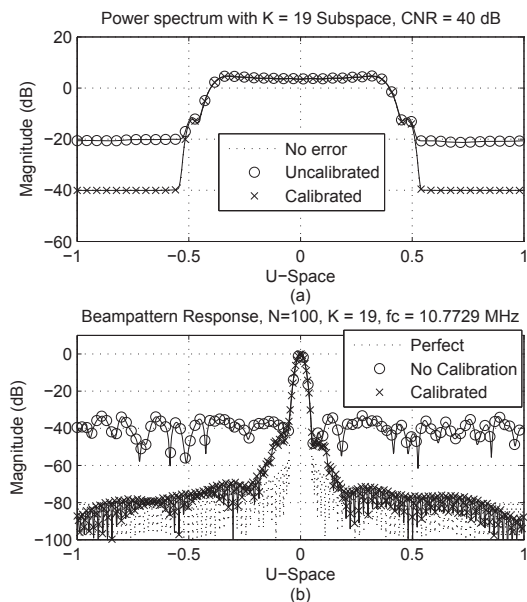 Power spectrum with K = 19 Subspace, CNR = 40 dB
20
0
−20
−40
−60
Magnitude (dB)
No error
Uncalibrated
Calibrated
−1
−0.5
0
0.5
1
U−Space
(a)
Beampattern Response, N=100, K = 19, fc = 10.7729 MHz
0
−20
−40
−60
−80
−100
Magnitude (dB)
Perfect
No Calibration
Calibrated
−1
−0.5
0
0.5
1
U−Space
(b)